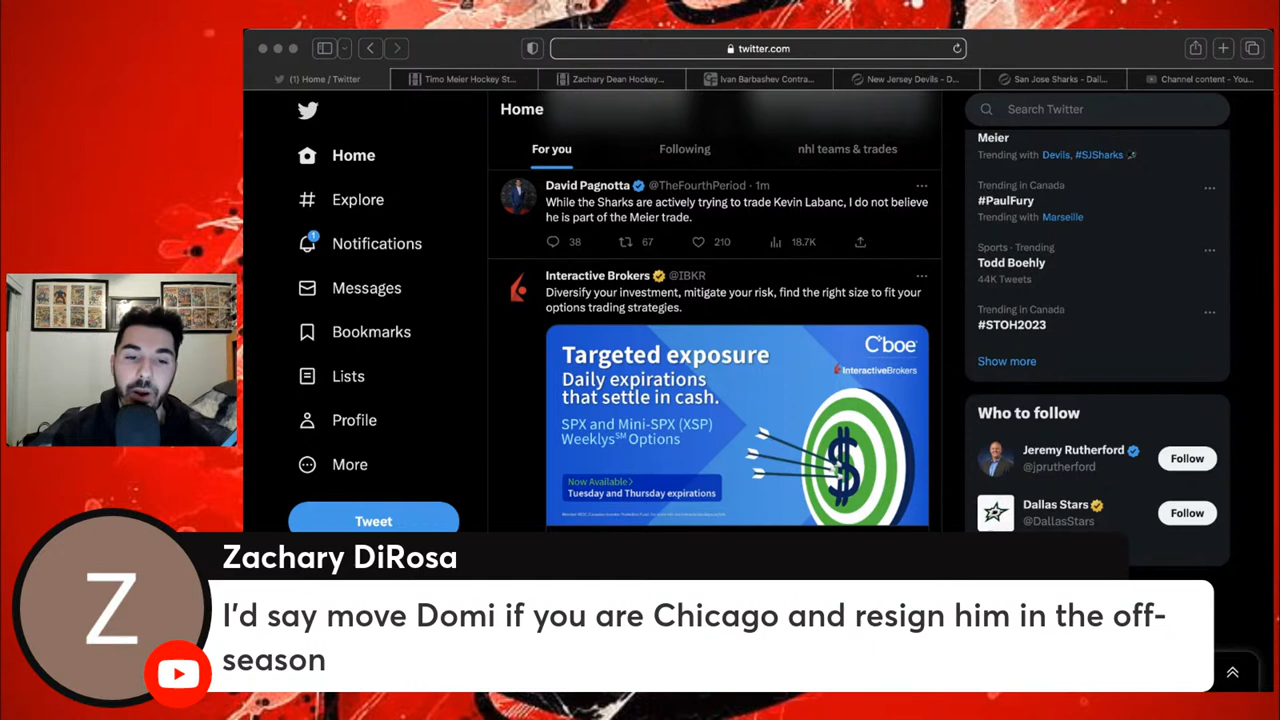 twitter.com
(1) Home / Twitter
Timo Meier Hockey St...
Zachary Dean Hockey...
Ivan Barbashev Contra...
New Jersey Devils - D...
San Jose Sharks - Dail...
Channel content - You...
Home
Explore
1
Notifications
Messages
Bookmarks
Lists
Profile
More
Tweet
Home
For you
Following
nhl teams & trades
David Pagnotta @TheFourthPeriod · 1m
While the Sharks are actively trying to trade Kevin Labanc, I do not believe
he is part of the Meier trade.
38 67 210 18.7K
Interactive Brokers @IBKR
Diversify your investment, mitigate your risk, find the right size to fit your
options trading strategies.
Cboe
InteractiveBrokers
Targeted exposure
Daily expirations
that settle in cash.
SPX and Mini-SPX (XSP)
Weeklys℠ Options
Now Available >
Tuesday and Thursday expirations
$
Search Twitter
Meier
Trending with Devils, #SJSharks
Trending in Canada
#PaulFury
Trending with Marseille
Sports · Trending
Todd Boehly
44K Tweets
Trending in Canada
#STOH2023
Show more
Who to follow
Jeremy Rutherford
@jprutherford
Follow
Dallas Stars
@DallasStars
Follow
Z
Zachary DiRosa
I'd say move Domi if you are Chicago and resign him in the off-
season